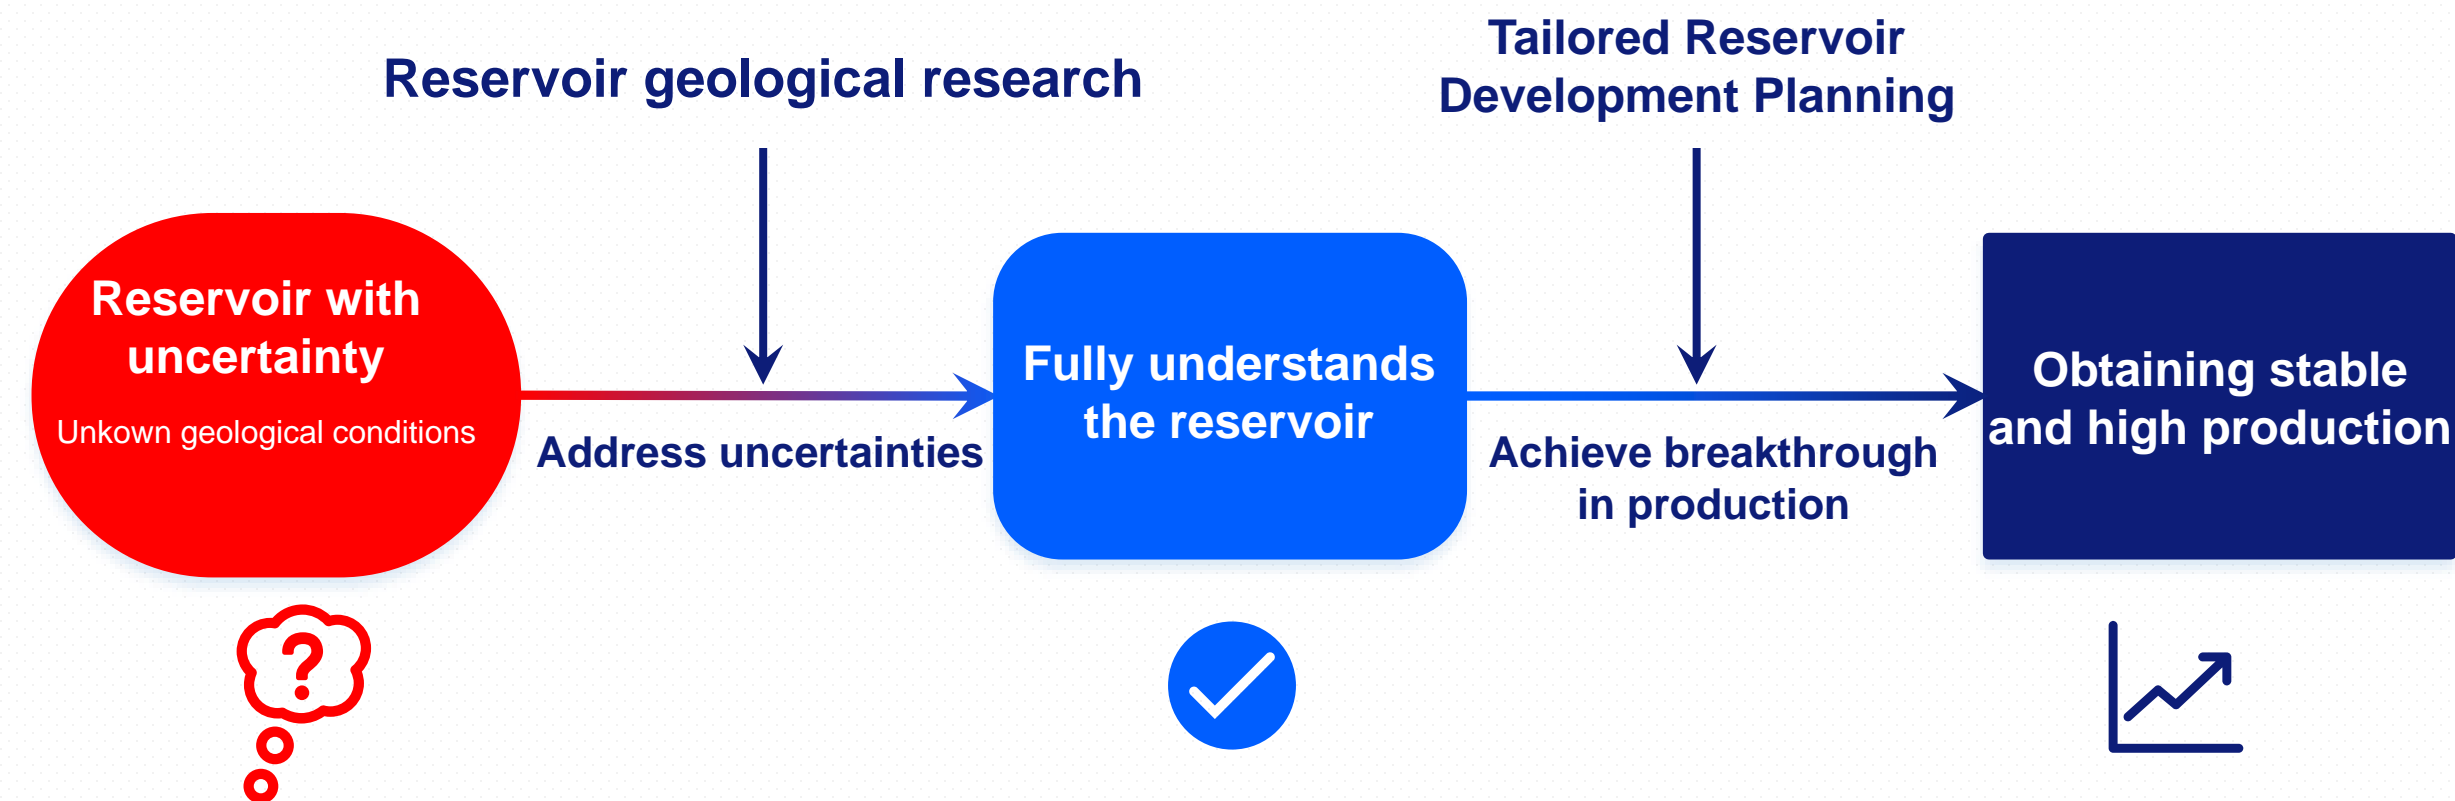 Reservoir geological research
Tailored Reservoir
Development Planning
Reservoir with
uncertainty
Unkown geological conditions
Address uncertainties
Fully understands
the reservoir
Achieve breakthrough
in production
Obtaining stable
and high production
?